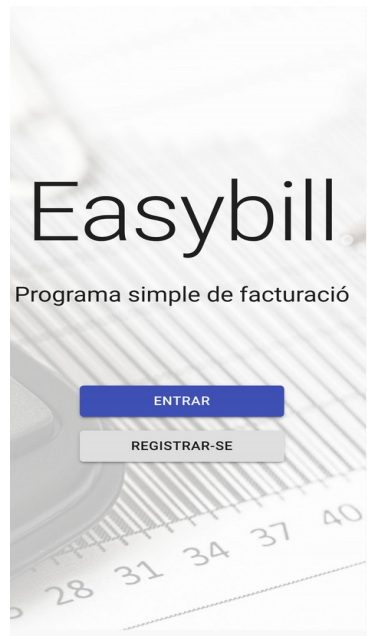 Easybill
Programa simple de facturació
ENTRAR
REGISTRAR-SE
28 31 34 37 40